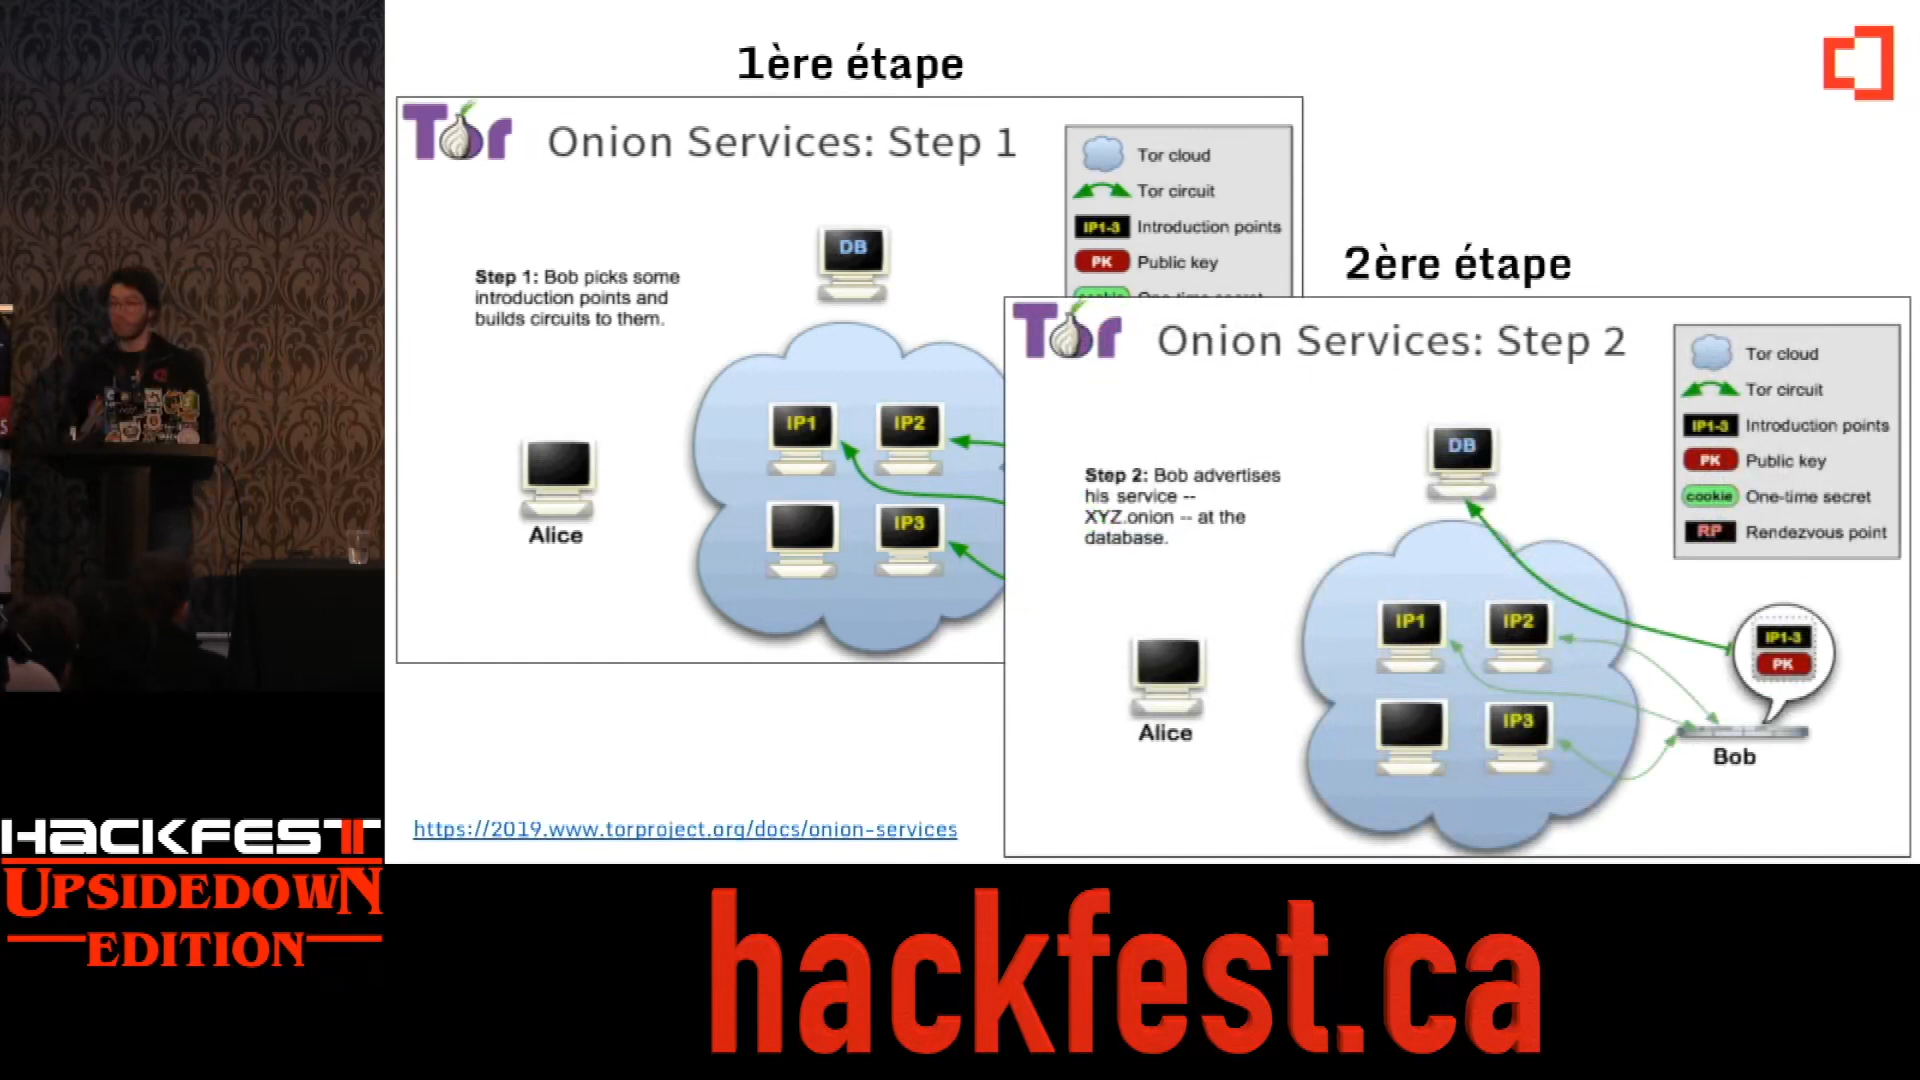 1ère étape
Tor
Onion Services: Step 1
Tor cloud
Tor circuit
IP1-3 Introduction points
PK Public key
Step 1: Bob picks some
introduction points and
builds circuits to them.
DB
IP1
IP2
IP3
Alice
2ère étape
Tor
Onion Services: Step 2
Tor cloud
Tor circuit
IP1-3 Introduction points
PK Public key
cookie One-time secret
RP Rendezvous point
Step 2: Bob advertises
his service --
XYZ.onion -- at the
database.
DB
IP1
IP2
IP3
IP1-3
PK
Alice
Bob
https://2019.www.torproject.org/docs/onion-services
HACKFEST
UPSIDEDOWN
EDITION
hackfest.ca